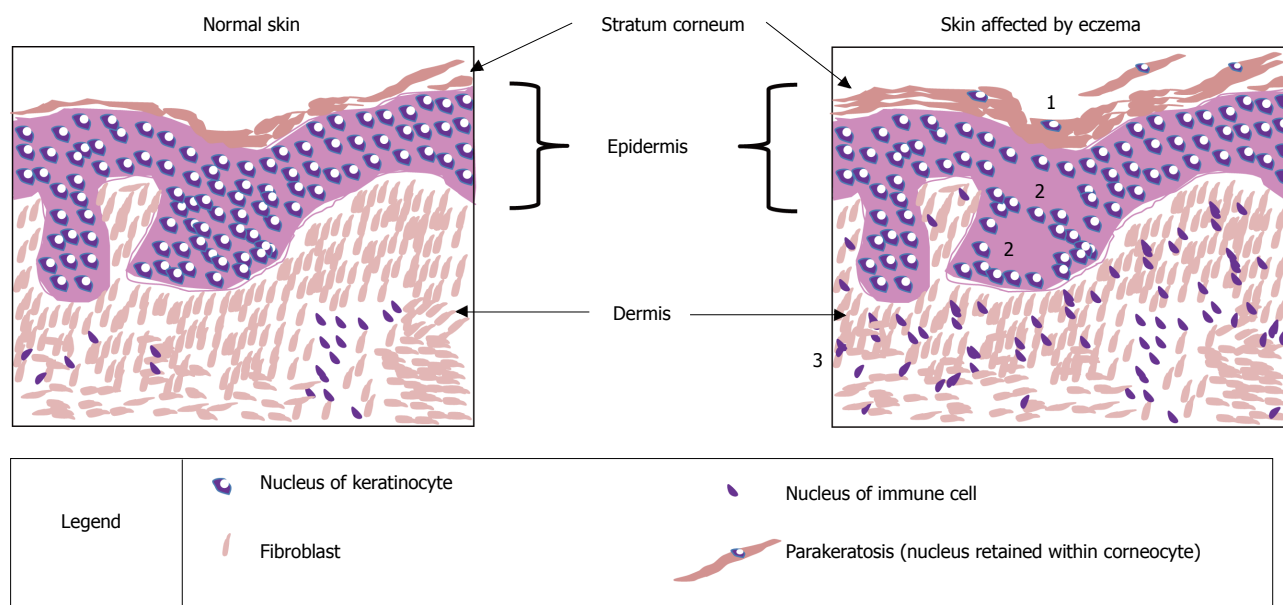 Normal skin
Stratum corneum
Skin affected by eczema
1
Epidermis
2
2
Dermis
3
Legend
Nucleus of keratinocyte
Nucleus of immune cell
Fibroblast
Parakeratosis (nucleus retained within corneocyte)